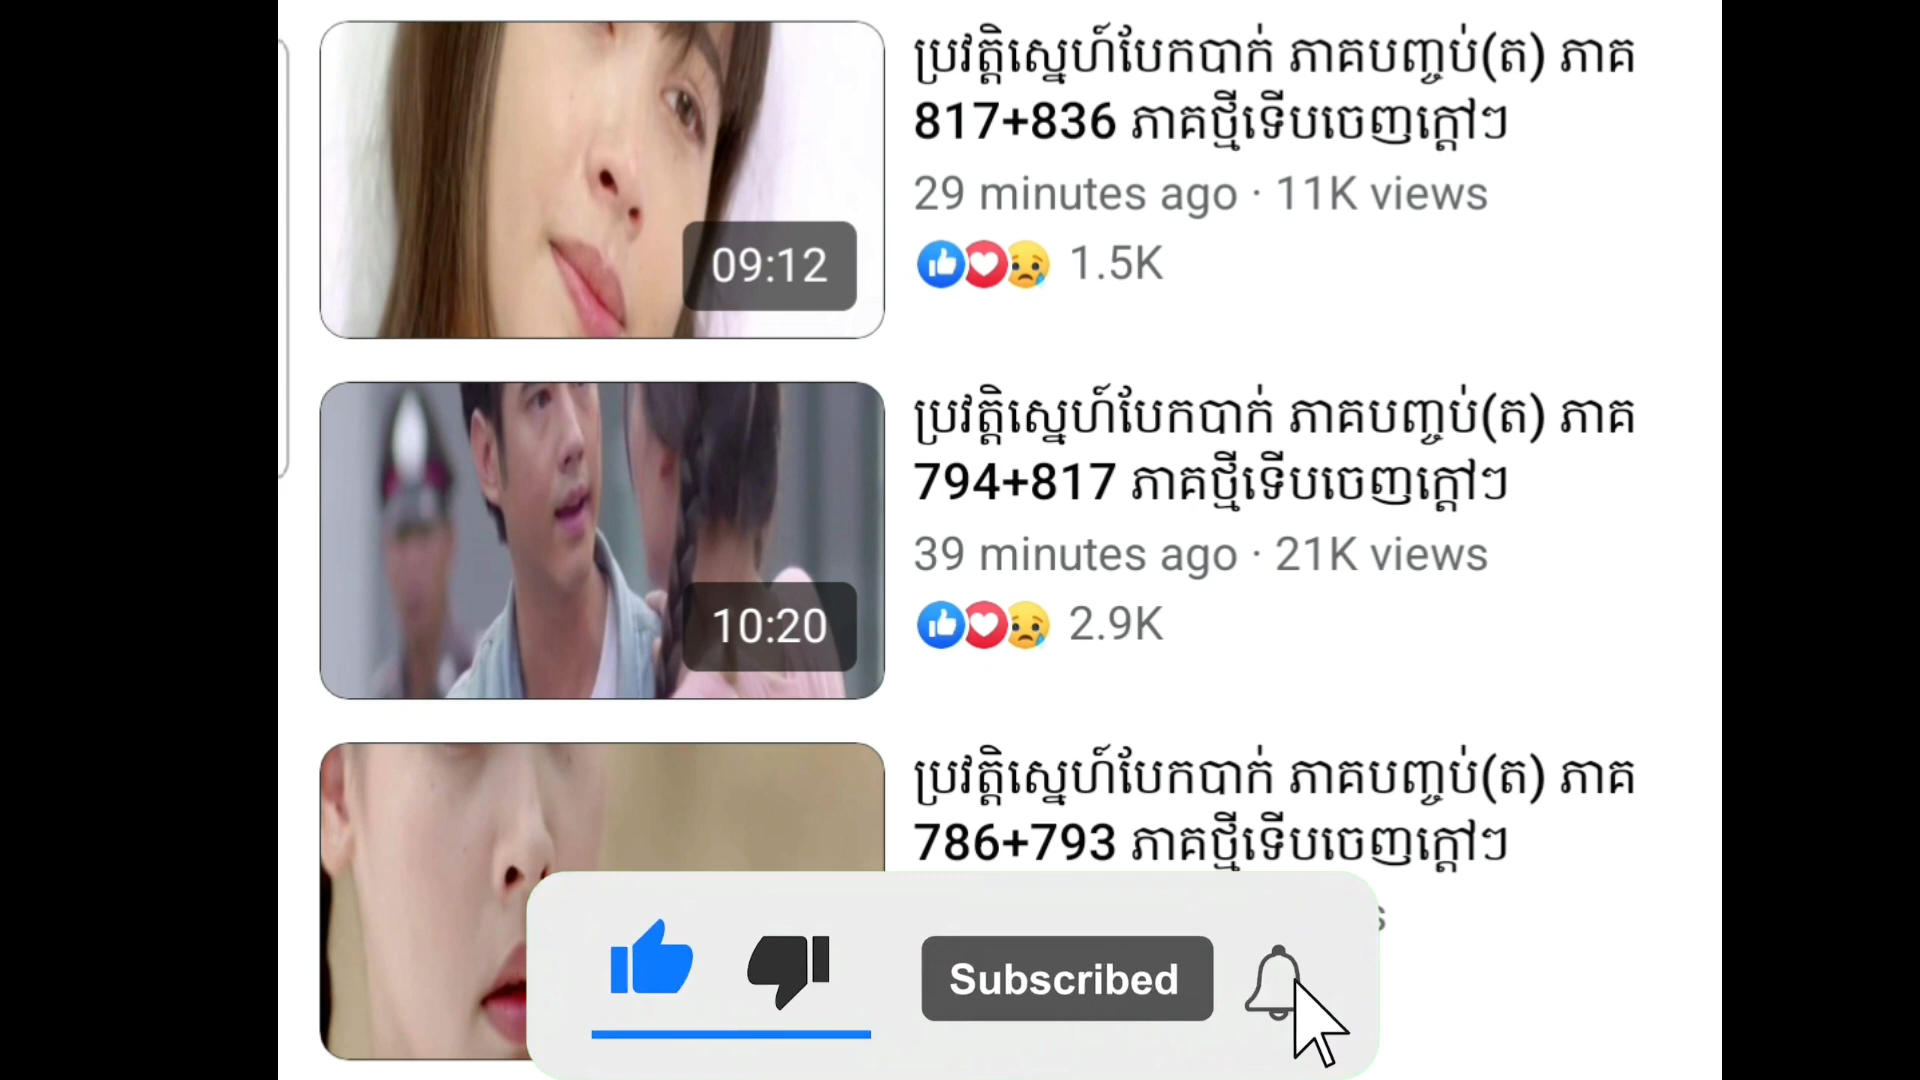 ប្រវត្តិស្នេហ៍បែកបាក់ ភាគបញ្ចប់(ត) ភាគ
817+836 ភាគថ្មីទើបចេញក្ដៅៗ
29 minutes ago · 11K views
09:12
1.5K
ប្រវត្តិស្នេហ៍បែកបាក់ ភាគបញ្ចប់(ត) ភាគ
794+817 ភាគថ្មីទើបចេញក្ដៅៗ
39 minutes ago · 21K views
10:20
2.9K
ប្រវត្តិស្នេហ៍បែកបាក់ ភាគបញ្ចប់(ត) ភាគ
786+793 ភាគថ្មីទើបចេញក្ដៅៗ
Subscribed